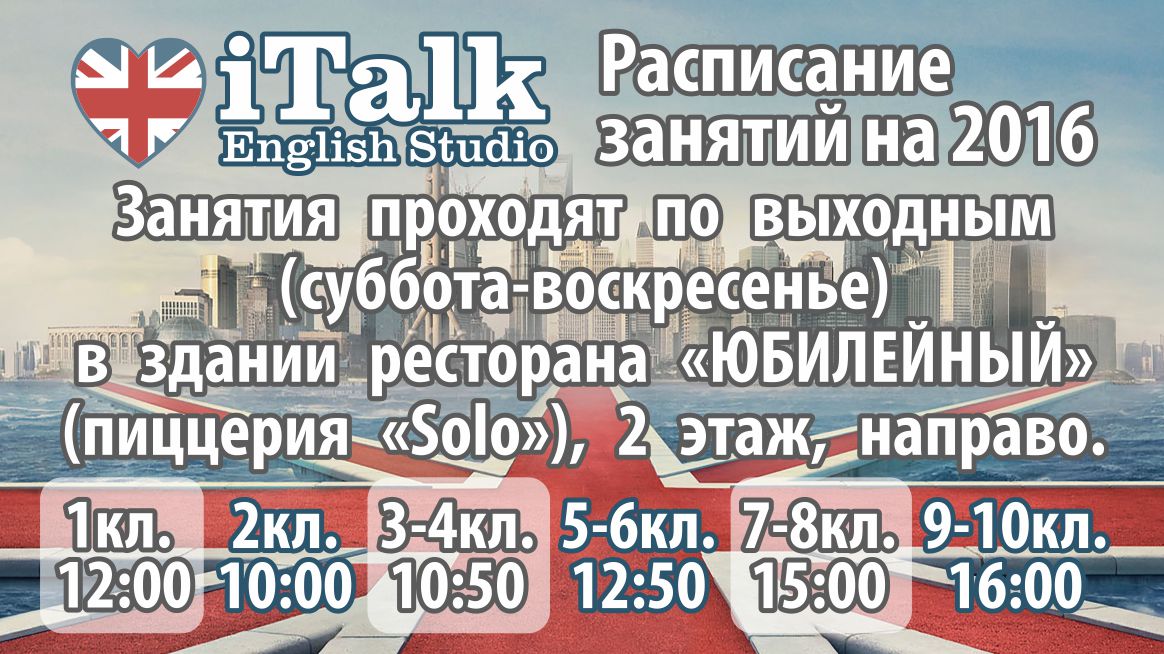 iTalk
English Studio
Расписание
занятий на 2016
Занятия проходят по выходным
(суббота-воскресенье)
в здании ресторана «ЮБИЛЕЙНЫЙ»
(пиццерия «Solo»), 2 этаж, направо.
1кл. 2кл. 3-4кл. 5-6кл. 7-8кл. 9-10кл.
12:00 10:00 10:50 12:50 15:00 16:00